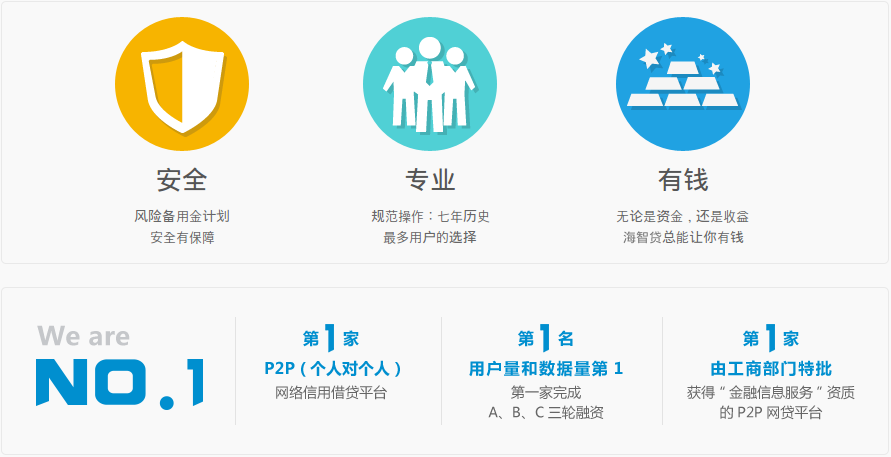 安全
风险备用金计划
安全有保障
专业
规范操作：七年历史
最多用户的选择
有钱
无论是资金，还是收益
海智贷总能让你有钱
We are
NO.1
第1家
P2P（个人对个人）
网络信用借贷平台
第1名
用户量和数据量第 1
第一家完成
A、B、C 三轮融资
第1家
由工商部门特批
获得“金融信息服务“资质
的 P2P 网贷平台